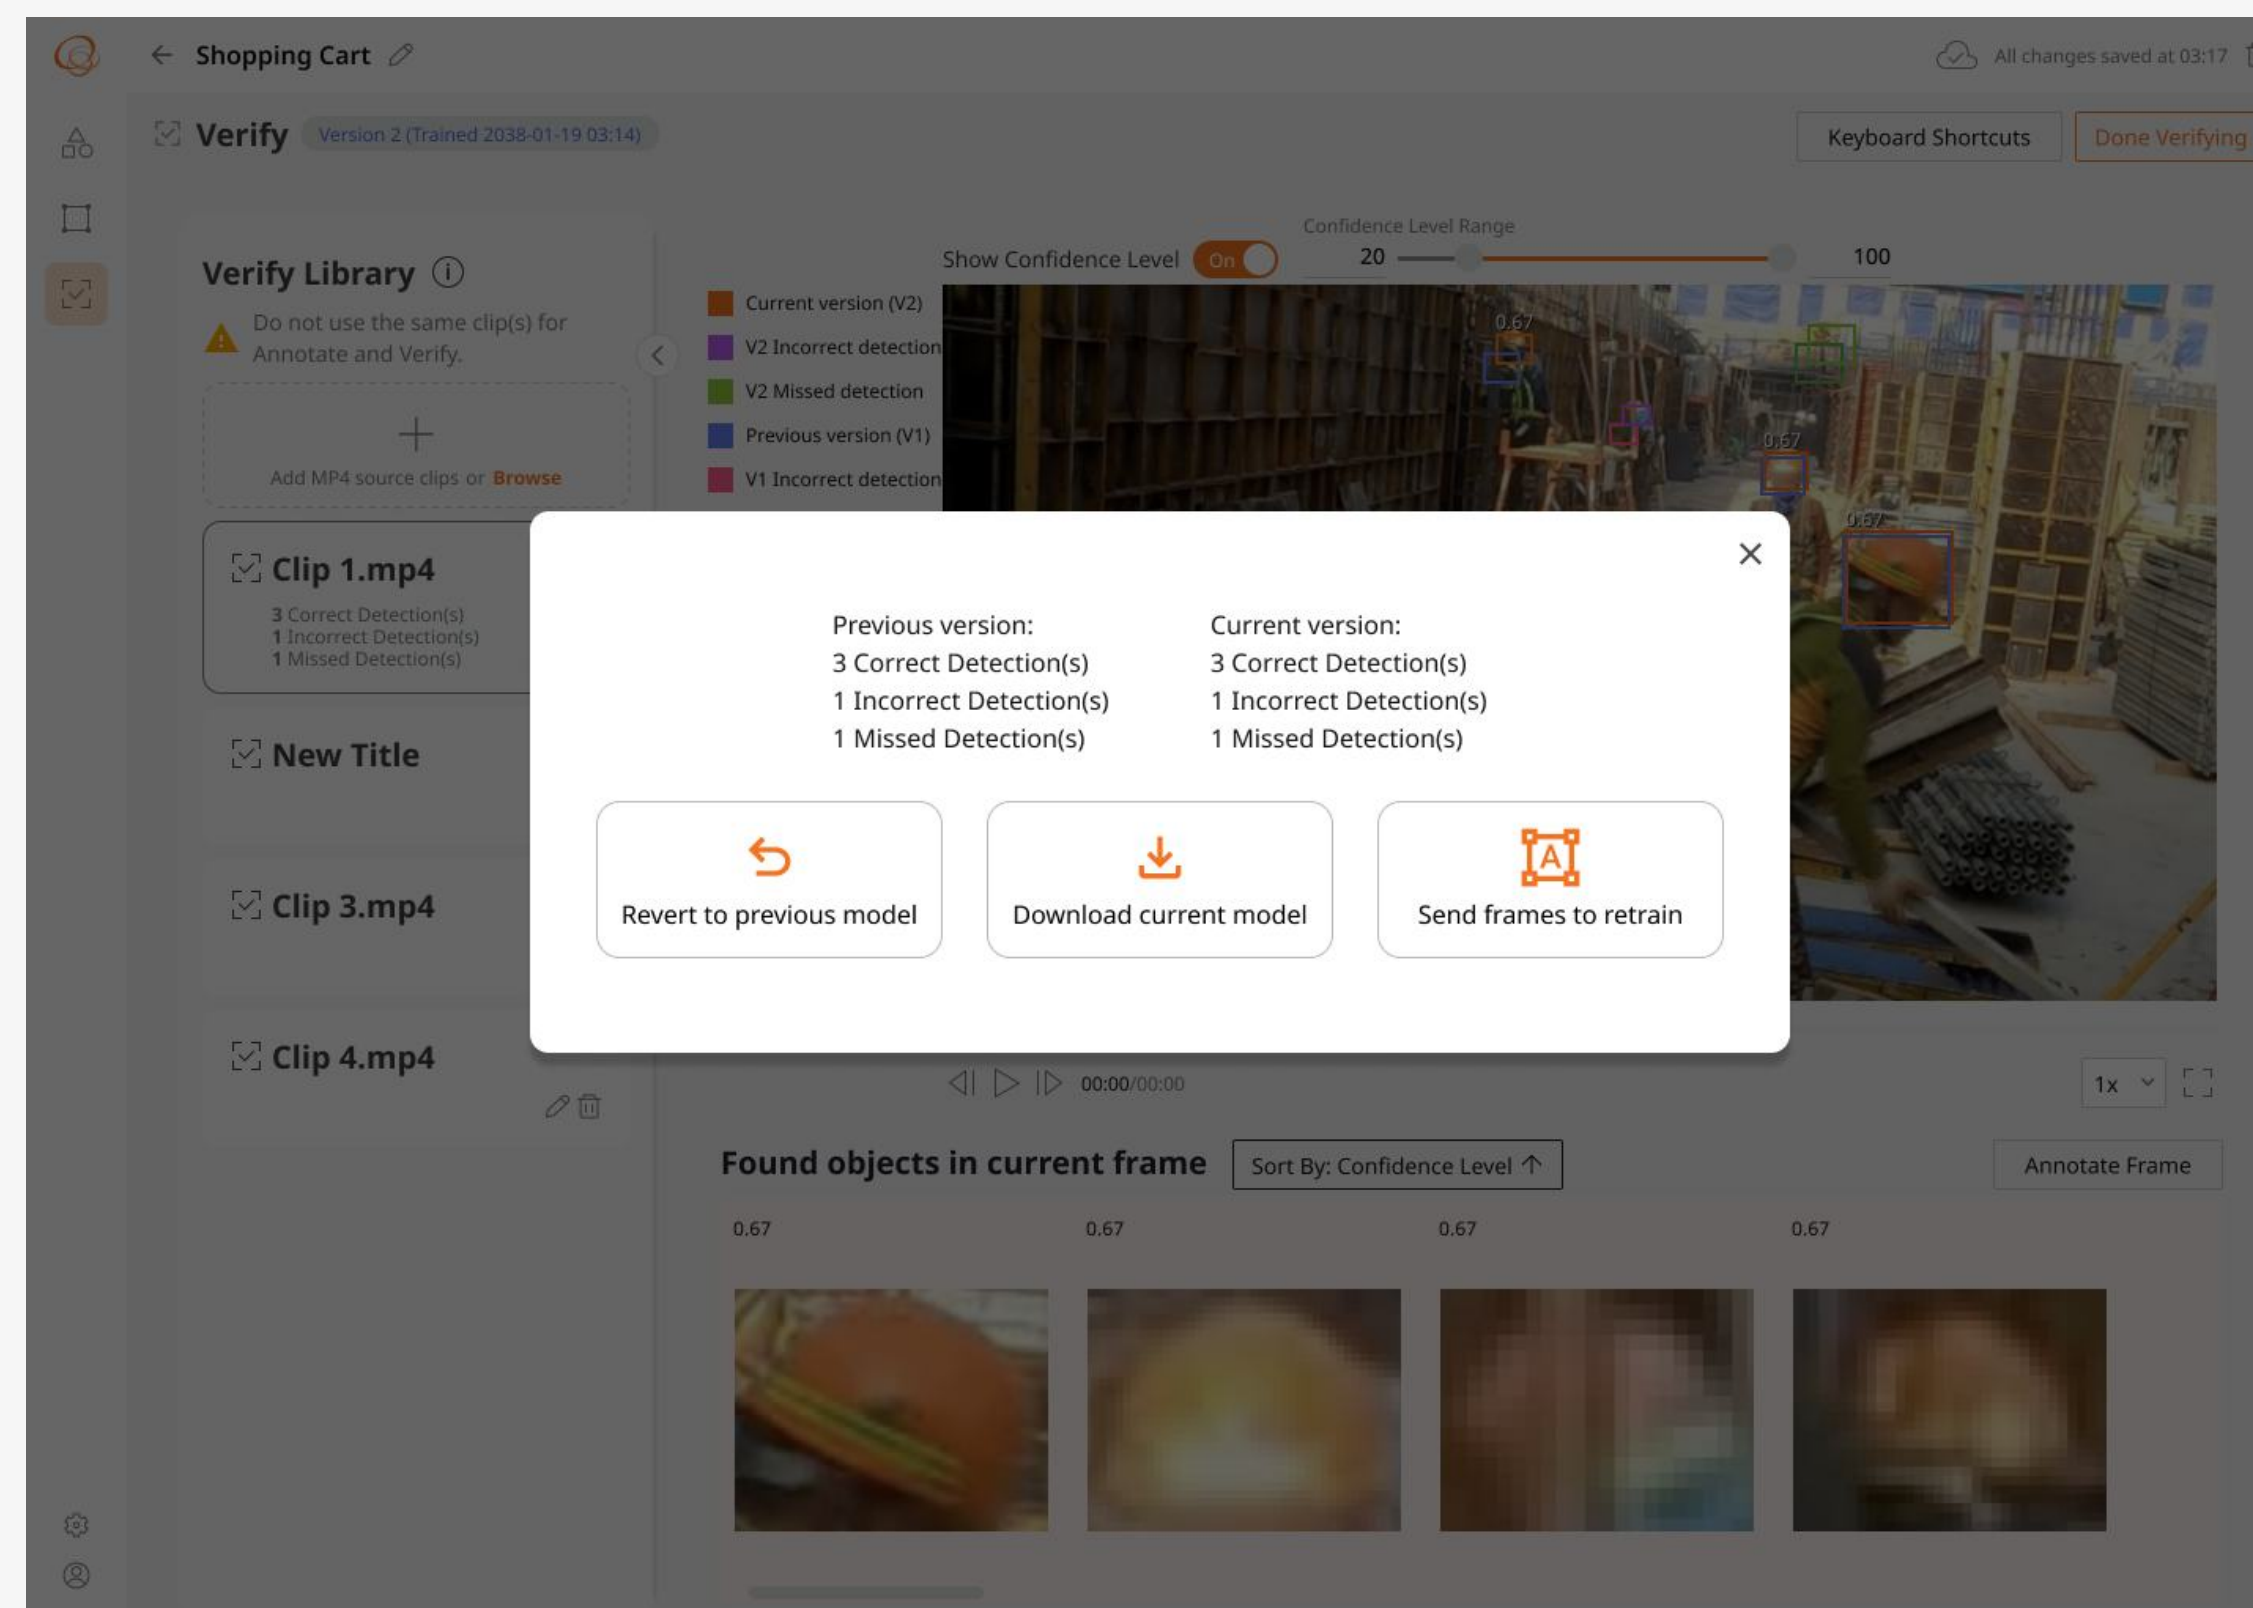 Shopping Cart
All changes saved at 03:17
Verify
Version 2 (Trained 2038-01-19 03:14)
Keyboard Shortcuts
Done Verifying
Verify Library
Do not use the same clip(s) for
Annotate and Verify.
Add MP4 source clips or Browse
Clip 1.mp4
3 Correct Detection(s)
1 Incorrect Detection(s)
1 Missed Detection(s)
New Title
Clip 3.mp4
Clip 4.mp4
Show Confidence Level
On
Confidence Level Range
20
100
Current version (V2)
V2 Incorrect detection
V2 Missed detection
Previous version (V1)
V1 Incorrect detection
0.67
0.67
0.67
Previous version:
3 Correct Detection(s)
1 Incorrect Detection(s)
1 Missed Detection(s)
Current version:
3 Correct Detection(s)
1 Incorrect Detection(s)
1 Missed Detection(s)
Revert to previous model
Download current model
A
Send frames to retrain
00:00/00:00
1x
Found objects in current frame
Sort By: Confidence Level
Annotate Frame
0.67
0.67
0.67
0.67